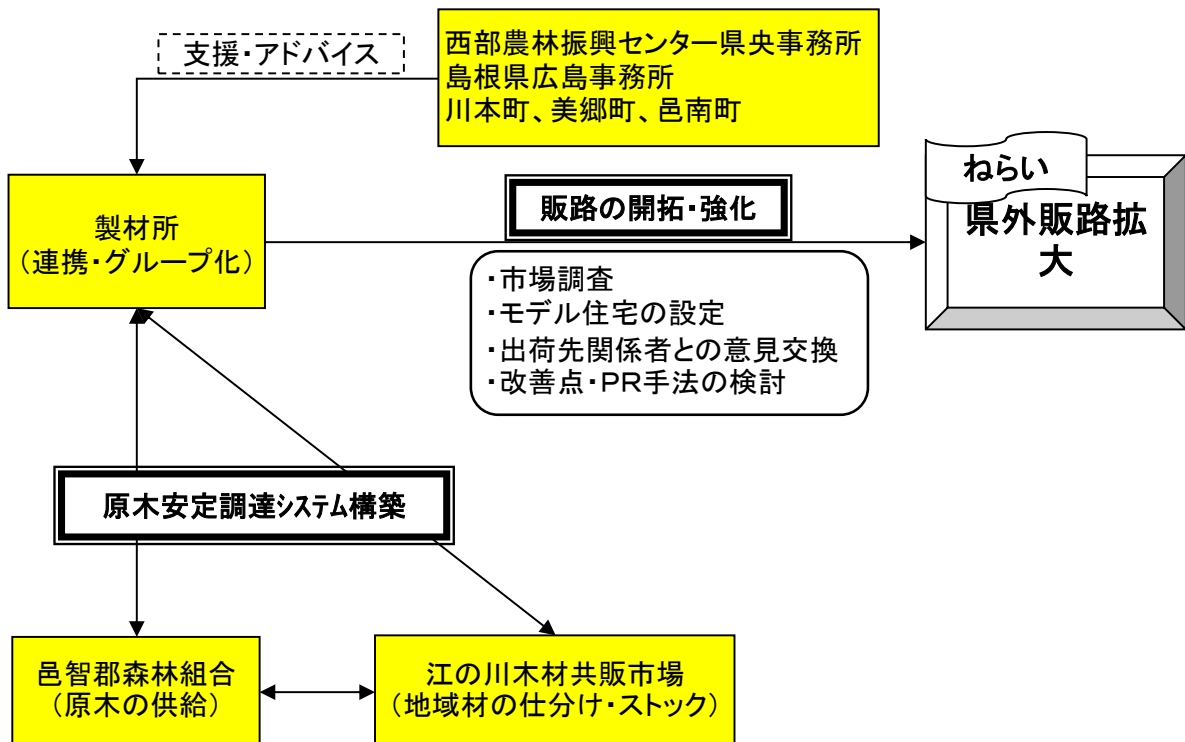 支援・アドバイス
西部農林振興センター県央事務所
島根県広島事務所
川本町、美郷町、邑南町
製材所
（連携・グループ化）
販路の開拓・強化
ねらい
県外販路拡
大
・市場調査
・モデル住宅の設定
・出荷先関係者との意見交換
・改善点・ＰＲ手法の検討
原木安定調達システム構築
邑智郡森林組合
（原木の供給）
江の川木材共販市場
（地域材の仕分け・ストック）